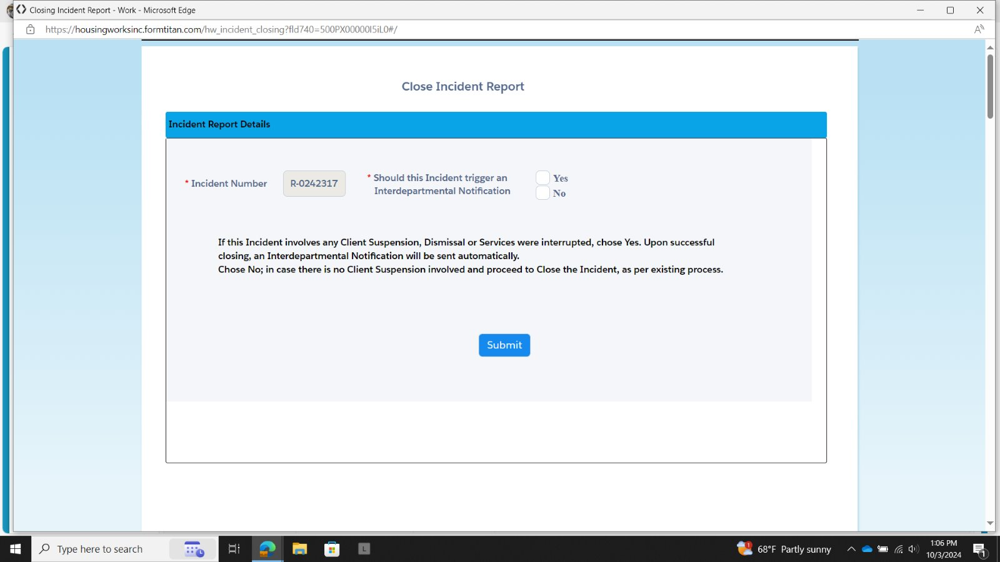 Closing Incident Report - Work - Microsoft Edge
https://housingworksinc.formtitan.com/hw_incident_closing?fld740=500PX00000I5iL0#/
A
Close Incident Report
Incident Report Details
* Incident Number
R-0242317
* Should this Incident trigger an
Interdepartmental Notification
Yes
No
If this Incident involves any Client Suspension, Dismissal or Services were interrupted, chose Yes. Upon successful
closing, an Interdepartmental Notification will be sent automatically.
Chose No; in case there is no Client Suspension involved and proceed to Close the Incident, as per existing process.
Submit
Type here to search
L
1
68°F Partly sunny
1:06 PM
10/3/2024
1